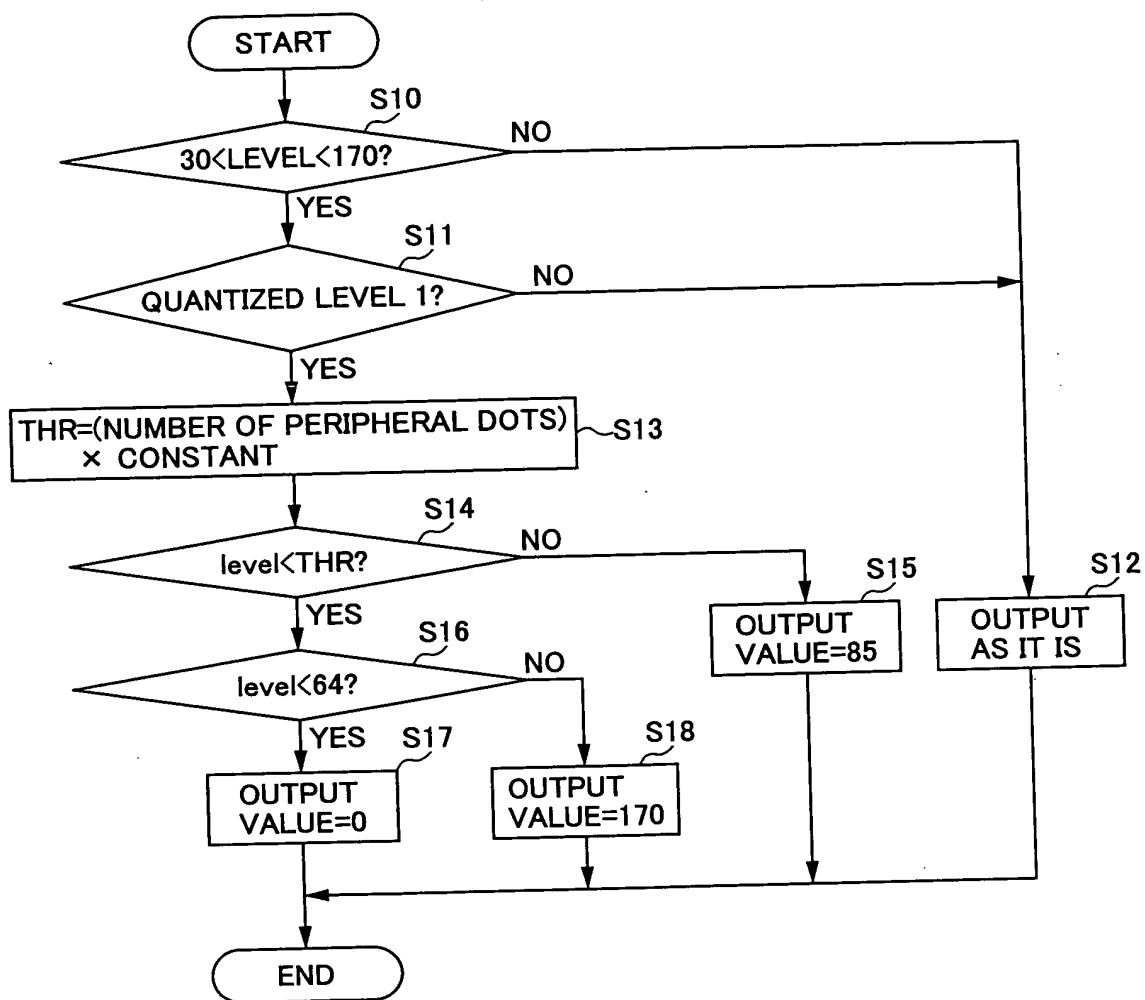 START
S10
30<LEVEL<170?
NO
YES
S11
QUANTIZED LEVEL 1?
NO
YES
THR=(NUMBER OF PERIPHERAL DOTS)
× CONSTANT
S13
S14
level<THR?
NO
YES
S15
OUTPUT
VALUE=85
S12
OUTPUT
AS IT IS
S16
level<64?
NO
YES
S17
OUTPUT
VALUE=0
S18
OUTPUT
VALUE=170
END